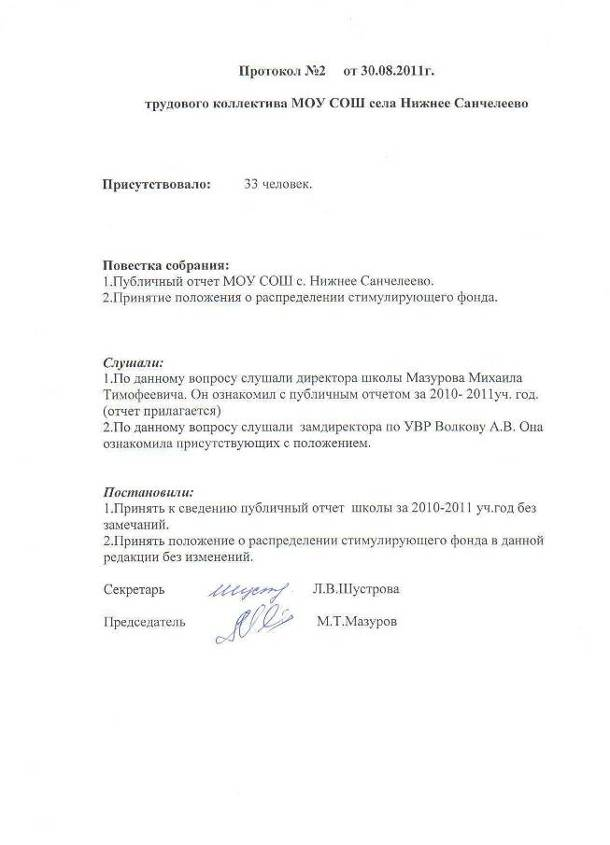 Протокол №2 от 30.08.2011г.
трудового коллектива МОУ СОШ села Нижнее Санчелеево
Присутствовало: 33 человек.
Повестка собрания:
1.Публичный отчет МОУ СОШ с. Нижнее Санчелеево.
2.Принятие положения о распределении стимулирующего фонда.
Слушали:
1.По данному вопросу слушали директора школы Мазурова Михаила
Тимофеевича. Он ознакомил с публичным отчетом за 2010- 2011уч. год.
(отчет прилагается)
2.По данному вопросу слушали замдиректора по УВР Волкову А.В. Она
ознакомила присутствующих с положением.
Постановили:
1.Принять к сведению публичный отчет школы за 2010-2011 уч.год без
замечаний.
2.Принять положение о распределении стимулирующего фонда в данной
редакции без изменений.
Секретарь Л.В.Шустрова
Председатель М.Т.Мазуров